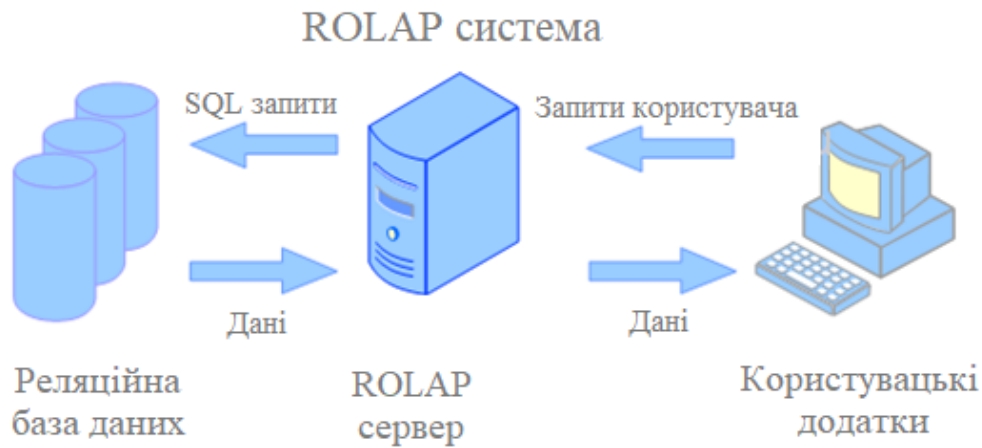 ROLAP система
SQL запити
Запити користувача
Дані
Дані
Реляційна
база даних
ROLAP
сервер
Користувацькі
додатки